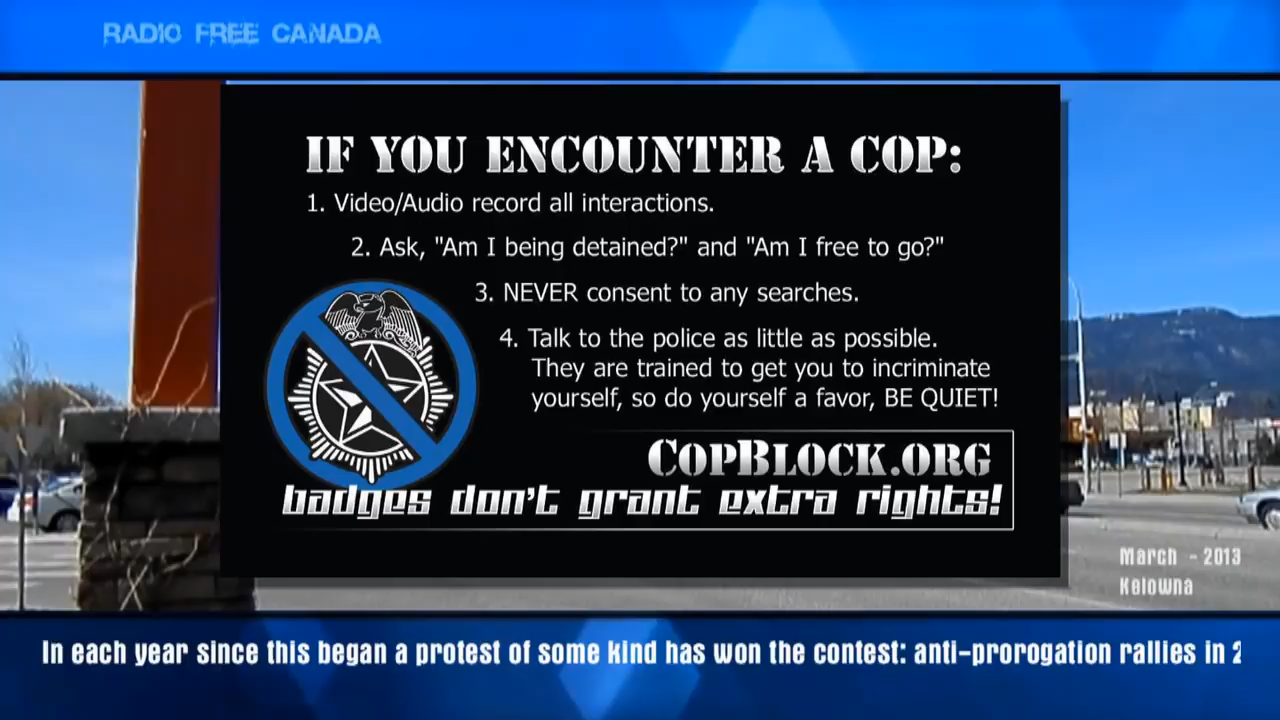 RADIO FREE CANADA
IF YOU ENCOUNTER A COP:
1. Video/Audio record all interactions.
2. Ask, "Am I being detained?" and "Am I free to go?"
3. NEVER consent to any searches.
4. Talk to the police as little as possible.
They are trained to get you to incriminate
yourself, so do yourself a favor, BE QUIET!
COPBLOCK.ORG
badges don't grant extra rights!
March - 2013
Kelowna
In each year since this began a protest of some kind has won the contest: anti-prorogation rallies in